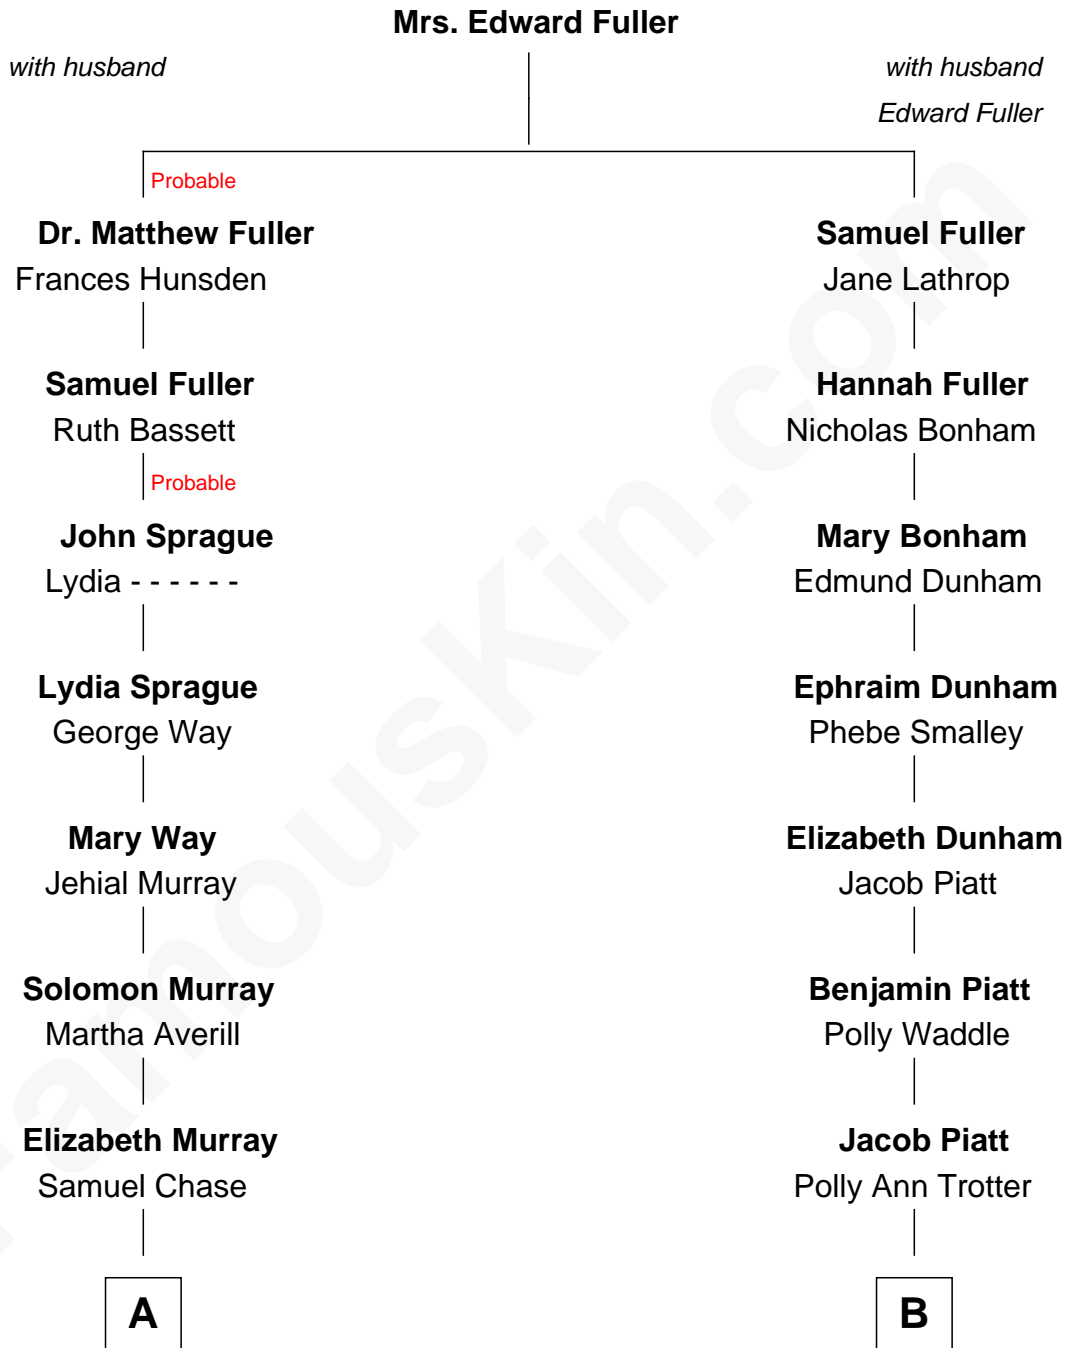 Mrs. Edward Fuller
with husband
with husband
Edward Fuller
Probable
Dr. Matthew Fuller
Frances Hunsden
Samuel Fuller
Jane Lathrop
Samuel Fuller
Ruth Bassett
Hannah Fuller
Nicholas Bonham
Probable
John Sprague
Lydia - - - - - -
Mary Bonham
Edmund Dunham
Lydia Sprague
George Way
Ephraim Dunham
Phebe Smalley
Mary Way
Jehial Murray
Elizabeth Dunham
Jacob Piatt
Solomon Murray
Martha Averill
Benjamin Piatt
Polly Waddle
Elizabeth Murray
Samuel Chase
Jacob Piatt
Polly Ann Trotter
A
B
FamousKin.com